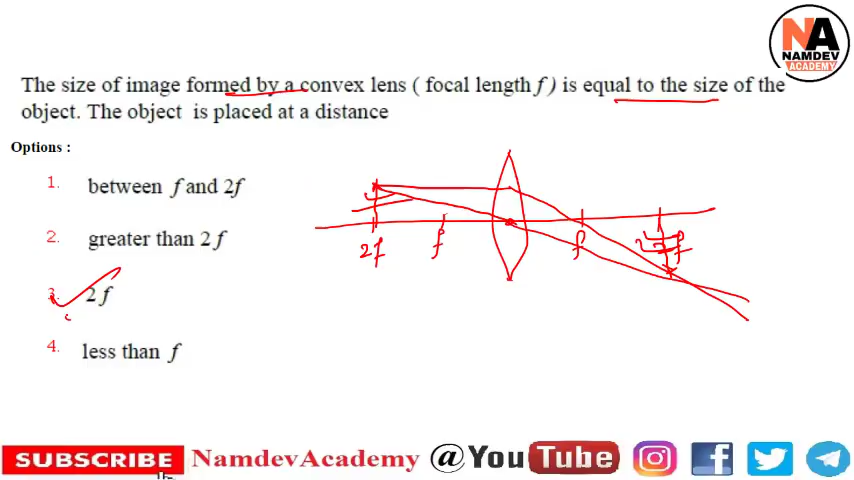 NA
NAMDEV
ACADEMY
The size of image formed by a convex lens ( focal length f ) is equal to the size of the
object. The object is placed at a distance
Options :
1. between f and 2f
2. greater than 2 f
3. 2 f
4. less than f
2f f f 2f
SUBSCRIBE NamdevAcademy @YouTube